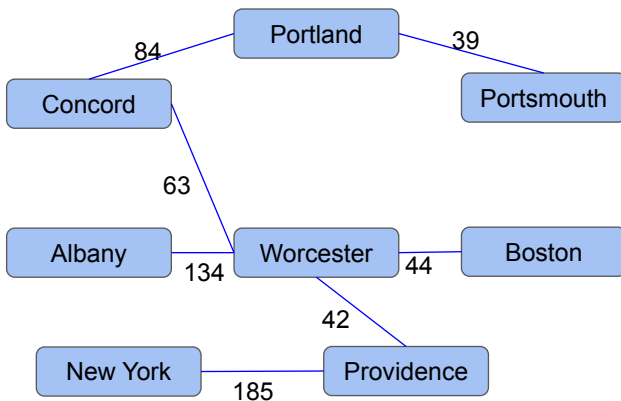 Portland
84
39
Concord
Portsmouth
63
Albany
Worcester
Boston
134
44
42
New York
Providence
185